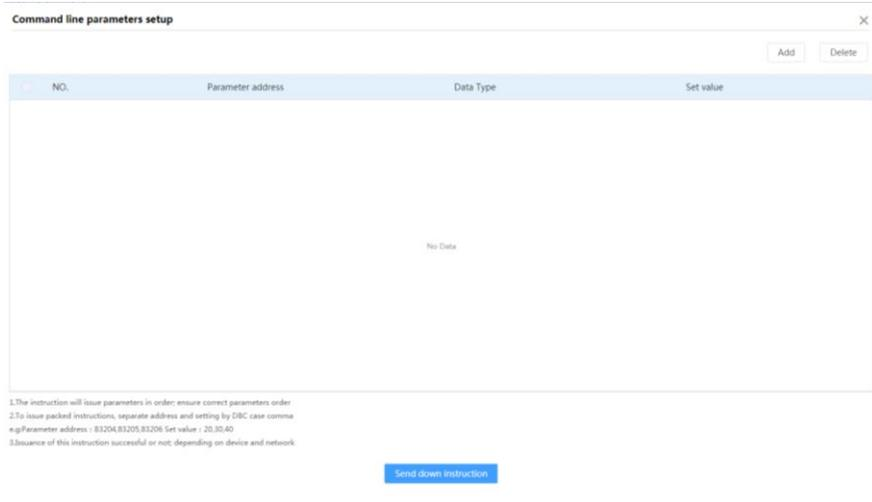 Command line parameters setup
Add Delete
NO. Parameter address Data Type Set value
No Data
1.The instruction will issue parameters in order; ensure correct parameters order
2.To issue packed instructions, separate address and setting by DBC case comma
e.g:Parameter address : 83204,83205,83206 Set value : 20,30,40
3.Issuance of this instruction successful or not; depending on device and network
Send down instruction